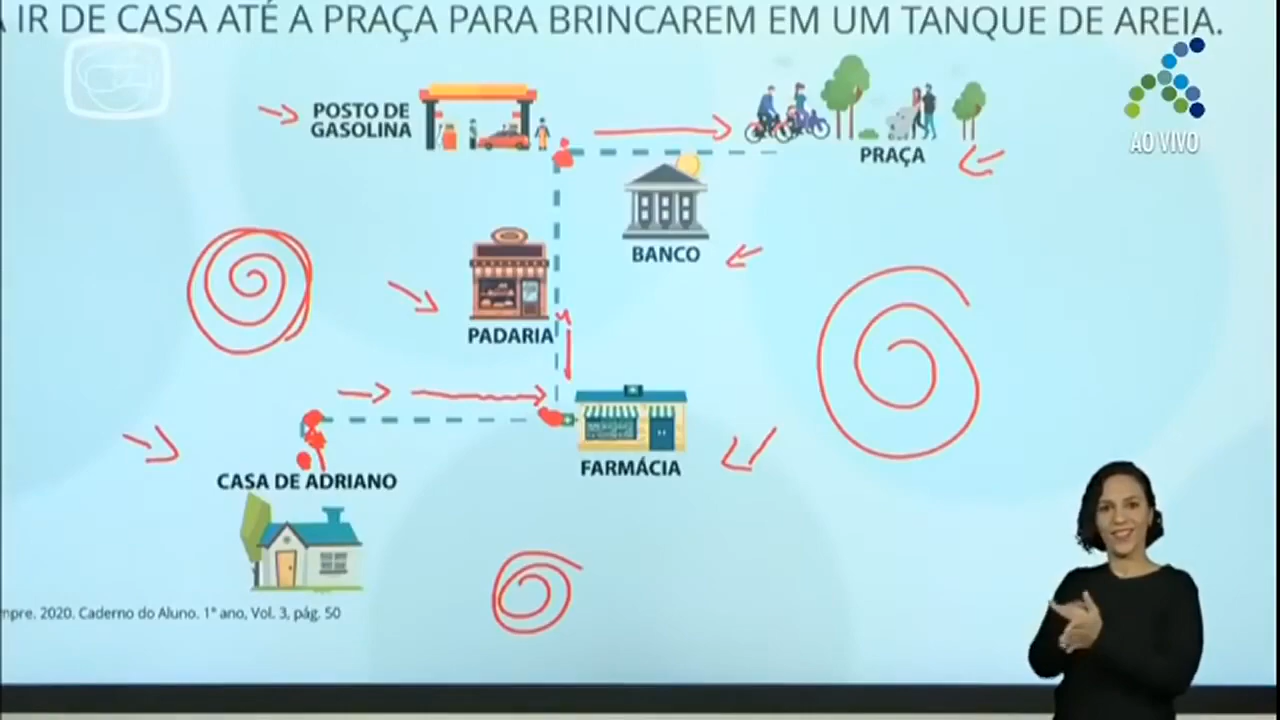 IR DE CASA ATÉ A PRAÇA PARA BRINCAREM EM UM TANQUE DE AREIA.
AO VIVO
POSTO DE
GASOLINA
PRAÇA
BANCO
PADARIA
FARMÁCIA
CASA DE ADRIANO
2020. Caderno do Aluno. 1° ano, Vol. 3, pág. 50